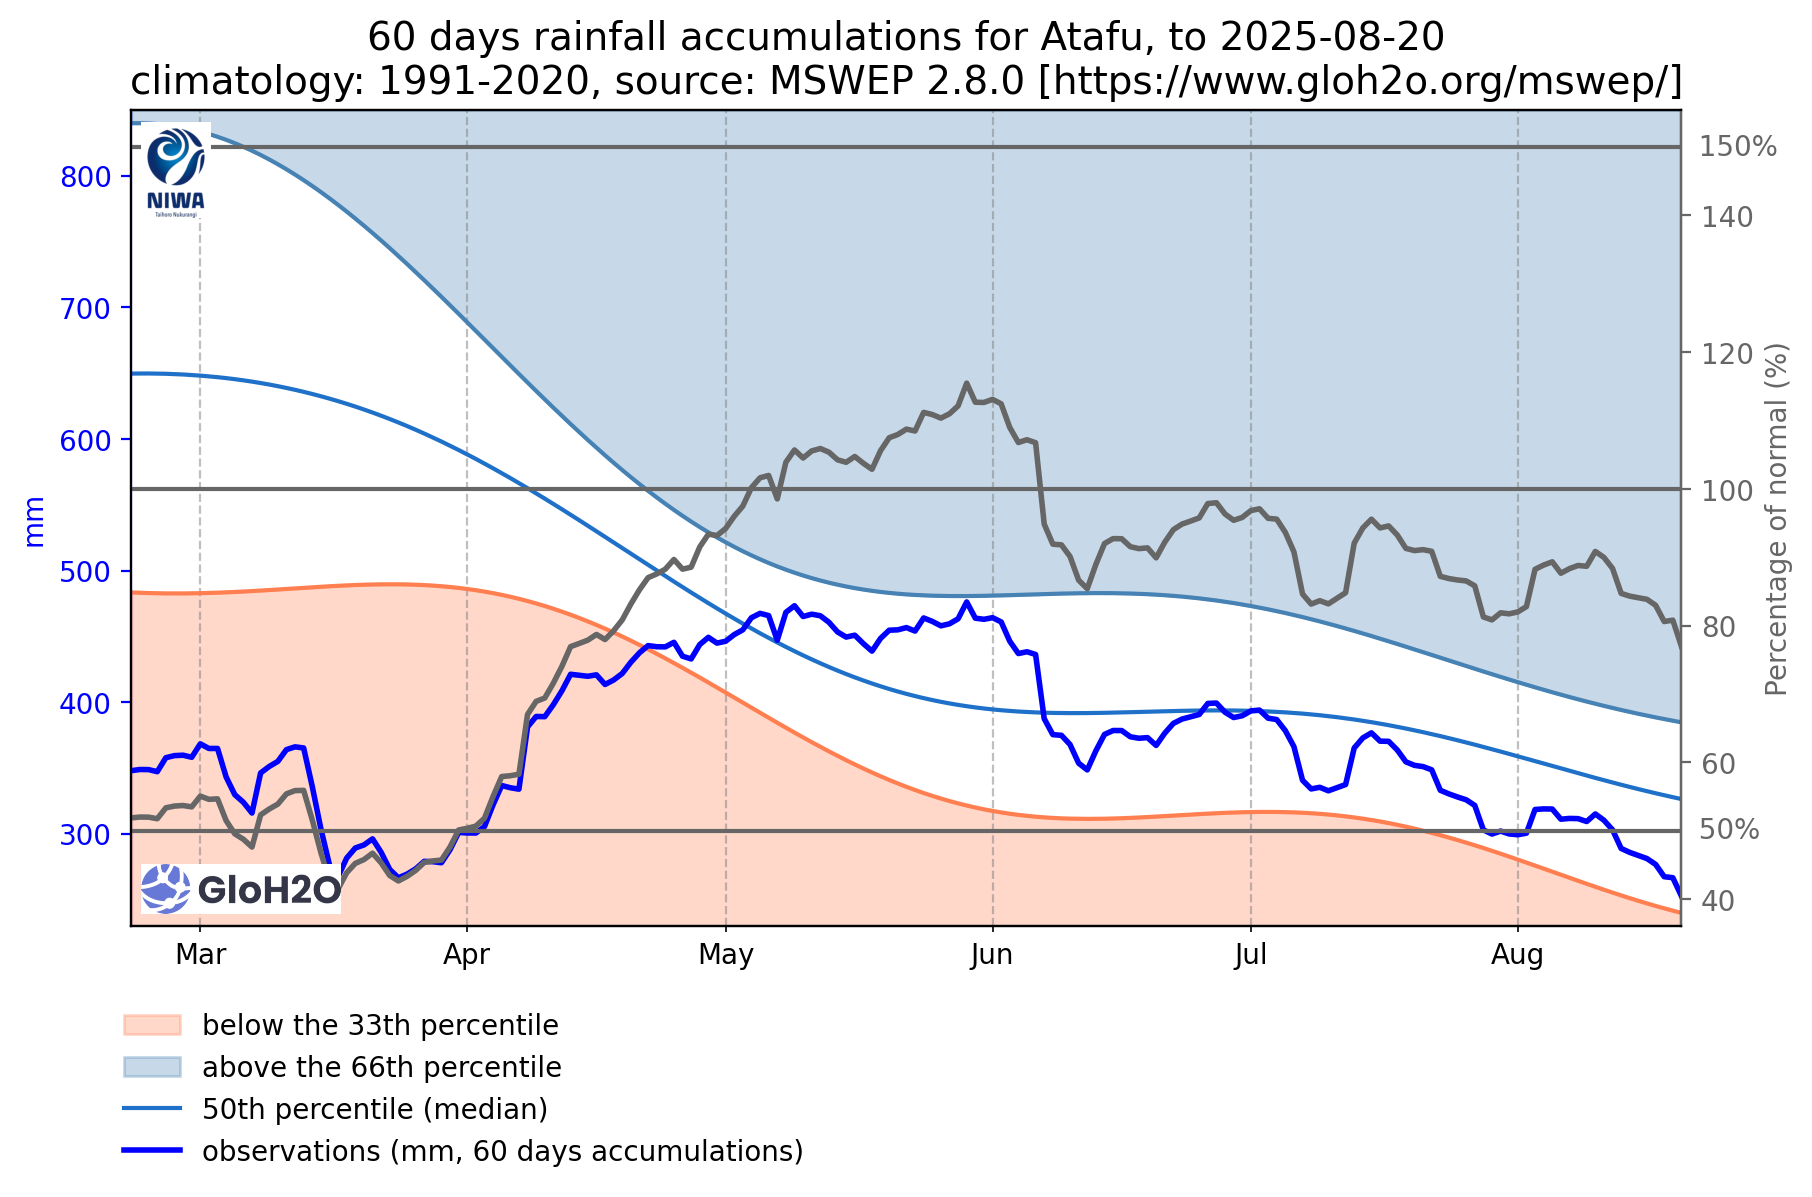 60 days rainfall accumulations for Atafu, to 2025-08-20
climatology: 1991-2020, source: MSWEP 2.8.0 [https://www.gloh2o.org/mswep/]
NIWA
Taihoro Nukurangi
GloH2O
mm
800
700
600
500
400
300
150%
140
120
100
80
60
50%
40
Percentage of normal (%)
Mar
Apr
May
Jun
Jul
Aug
below the 33th percentile
above the 66th percentile
50th percentile (median)
observations (mm, 60 days accumulations)